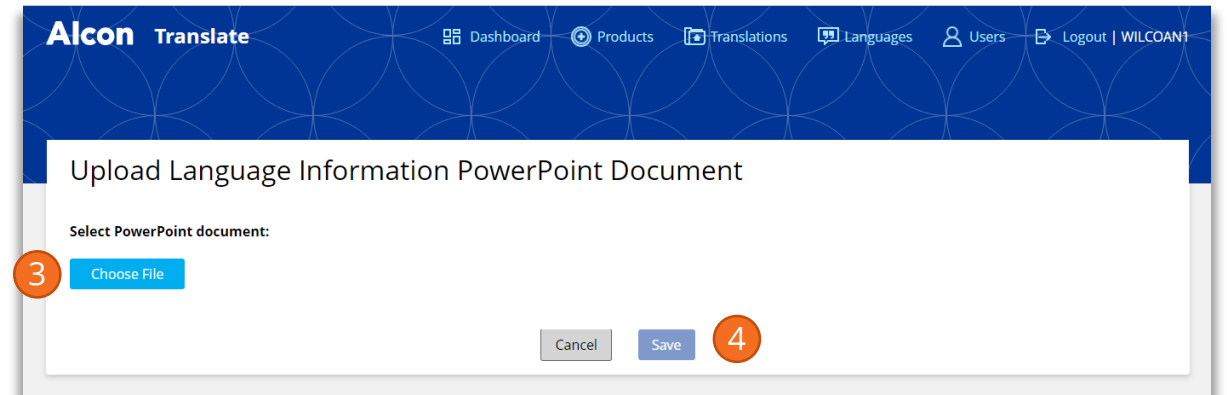 Alcon Translate Dashboard Products Translations Languages Users Logout | WILCOAN1
Upload Language Information PowerPoint Document
Select PowerPoint document:
3 Choose File
Cancel Save 4